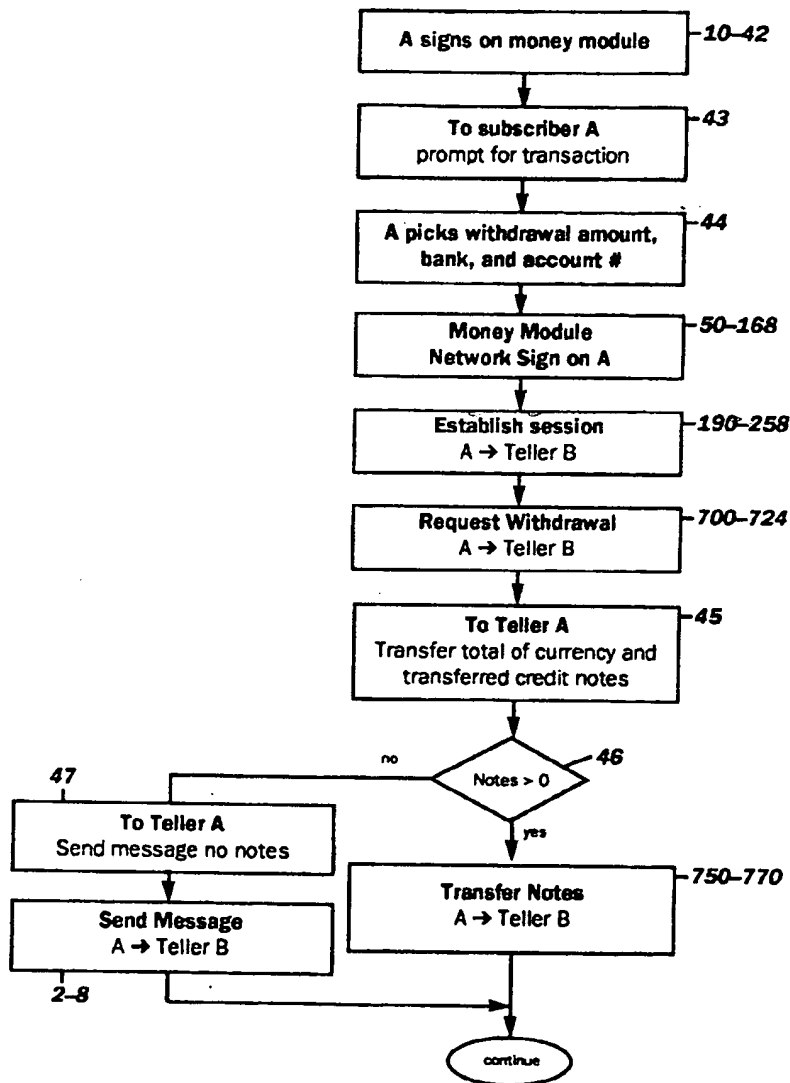 A signs on money module
10–42
To subscriber A
prompt for transaction
43
A picks withdrawal amount,
bank, and account #
44
Money Module
Network Sign on A
50–168
Establish session
A → Teller B
190–258
Request Withdrawal
A → Teller B
700–724
To Teller A
Transfer total of currency and
transferred credit notes
45
Notes > 0
46
no
yes
47
To Teller A
Send message no notes
Send Message
A → Teller B
2–8
Transfer Notes
A → Teller B
750–770
continue